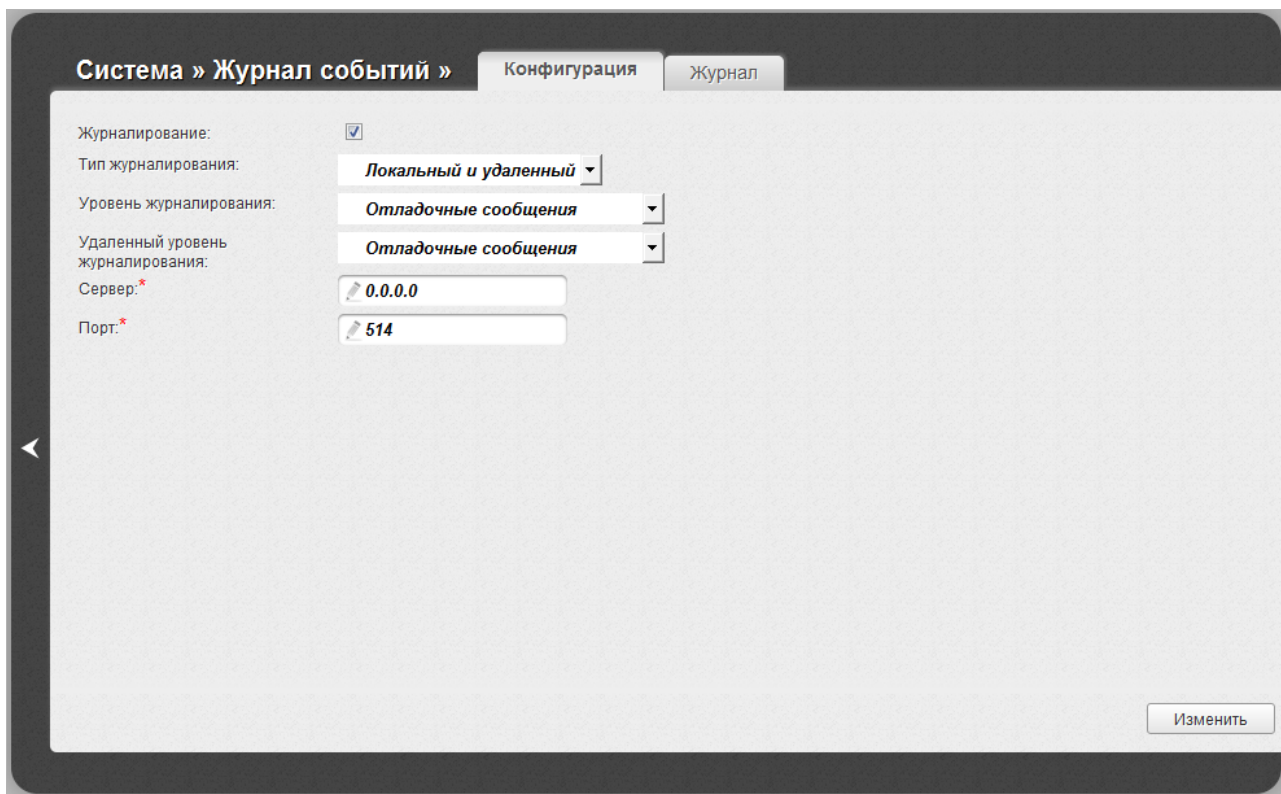 Система » Журнал событий » Конфигурация Журнал
Журналирование:
Тип журналирования: Локальный и удаленный
Уровень журналирования: Отладочные сообщения
Удаленный уровень
журналирования: Отладочные сообщения
Сервер:* 0.0.0.0
Порт:* 514
Изменить